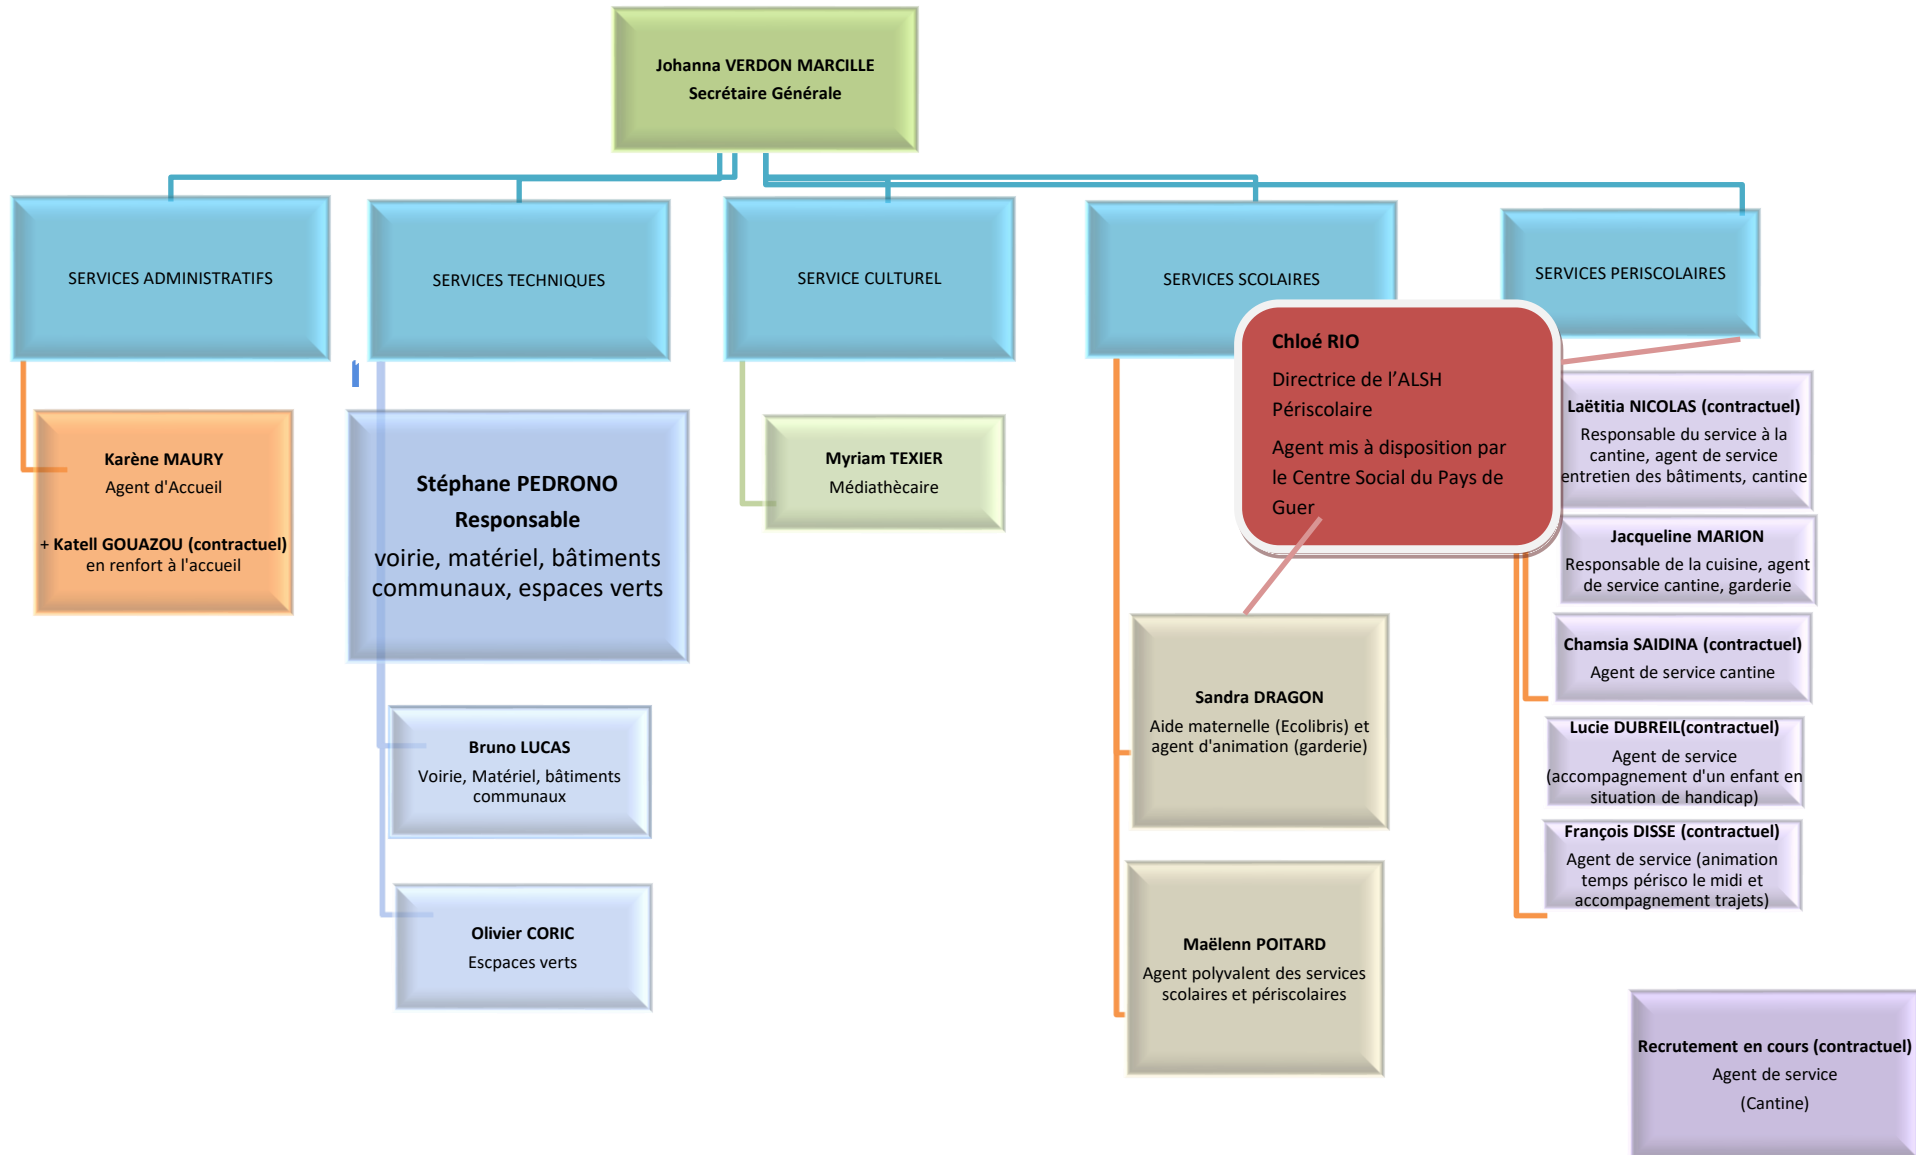 Johanna VERDON MARCILLE
Secrétaire Générale
SERVICES ADMINISTRATIFS
SERVICES TECHNIQUES
SERVICE CULTUREL
SERVICES SCOLAIRES
SERVICES PERISCOLAIRES
Karène MAURY
Agent d'Accueil
+ Katell GOUAZOU (contractuel)
en renfort à l'accueil
Stéphane PEDRONO
Responsable
voirie, matériel, bâtiments
communaux, espaces verts
Bruno LUCAS
Voirie, Matériel, bâtiments
communaux
Olivier CORIC
Escpaces verts
Myriam TEXIER
Médiathècaire
Chloé RIO
Directrice de l'ALSH
Périscolaire
Agent mis à disposition par
le Centre Social du Pays de
Guer
Sandra DRAGON
Aide maternelle (Ecolibris) et
agent d'animation (garderie)
Maëlenn POITARD
Agent polyvalent des services
scolaires et périscolaires
Laëtitia NICOLAS (contractuel)
Responsable du service à la
cantine, agent de service
entretien des bâtiments, cantine
Jacqueline MARION
Responsable de la cuisine, agent
de service cantine, garderie
Chamsia SAIDINA (contractuel)
Agent de service cantine
Lucie DUBREIL(contractuel)
Agent de service
(accompagnement d'un enfant en
situation de handicap)
François DISSE (contractuel)
Agent de service (animation
temps périsco le midi et
accompagnement trajets)
Recrutement en cours (contractuel)
Agent de service
(Cantine)